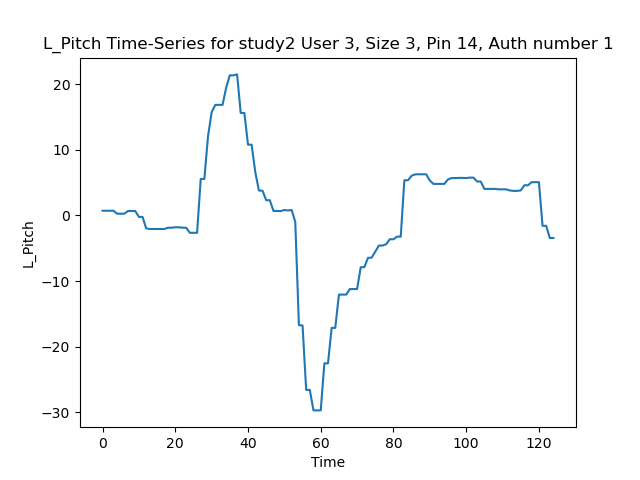 L_Pitch Time-Series for study2 User 3, Size 3, Pin 14, Auth number 1
20
10
0
−10
−20
−30
L_Pitch
0 20 40 60 80 100 120
Time